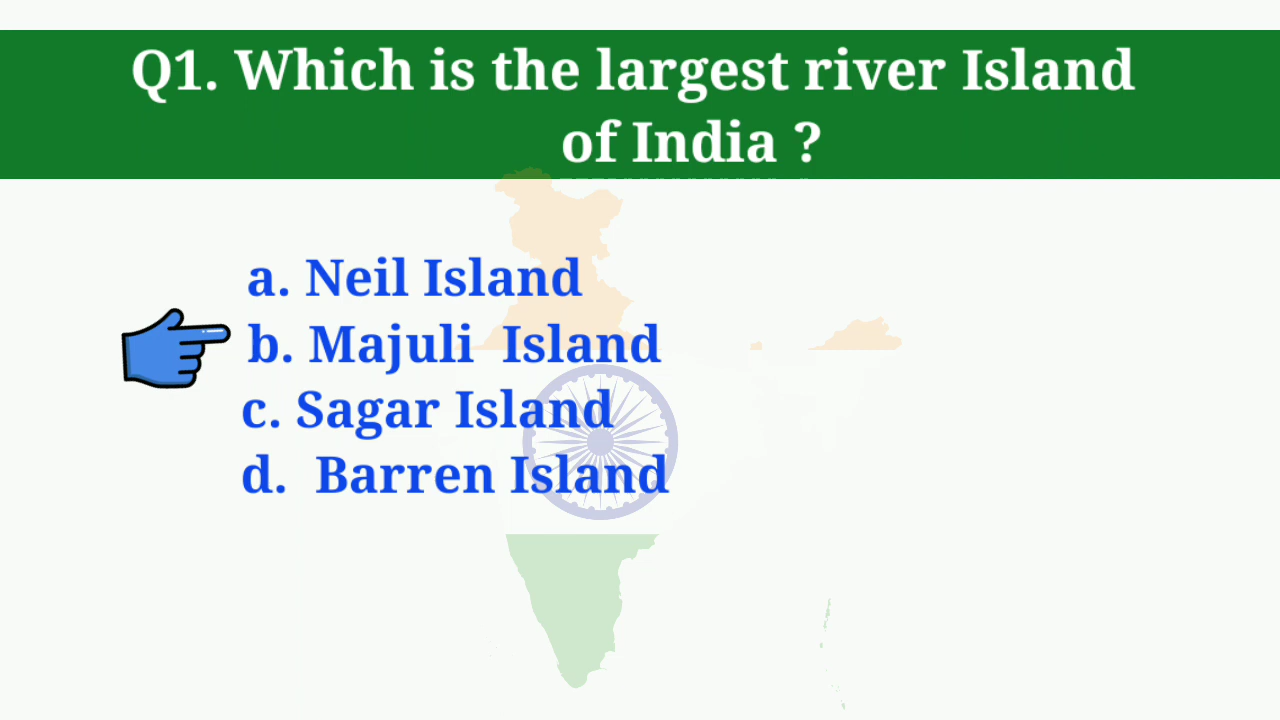 Q1. Which is the largest river Island
of India ?
a. Neil Island
b. Majuli Island
c. Sagar Island
d. Barren Island